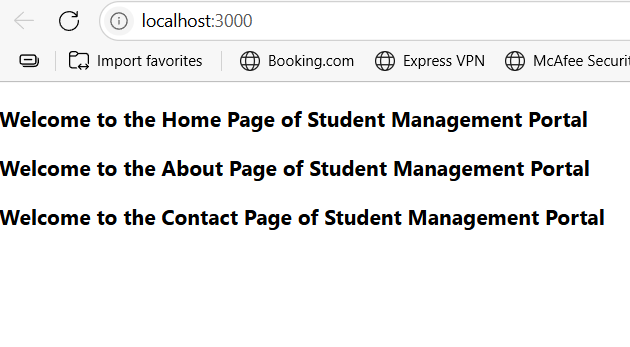 localhost:3000
Import favorites Booking.com Express VPN McAfee Securit
Welcome to the Home Page of Student Management Portal
Welcome to the About Page of Student Management Portal
Welcome to the Contact Page of Student Management Portal